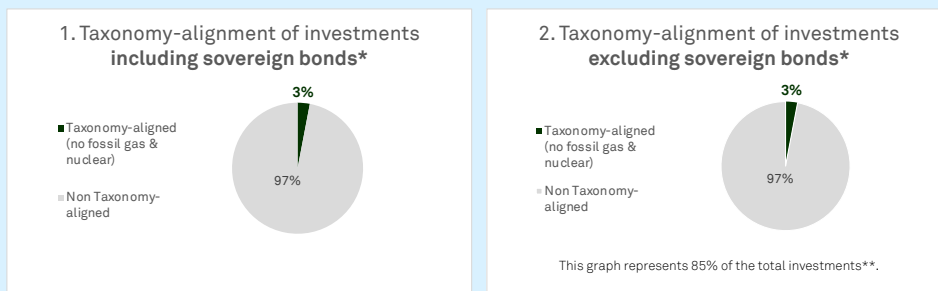 1. Taxonomy-alignment of investments
including sovereign bonds*
3%
Taxonomy-aligned
(no fossil gas &
nuclear)
97%
Non Taxonomy-
aligned
2. Taxonomy-alignment of investments
excluding sovereign bonds*
3%
Taxonomy-aligned
(no fossil gas &
nuclear)
97%
Non Taxonomy-
aligned
This graph represents 85% of the total investments**.